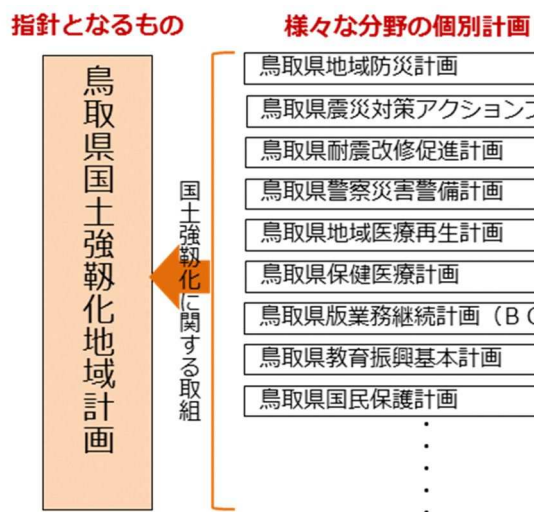 指針となるもの
様々な分野の個別計画
鳥取県国土強靱化地域計画
国土強靱化に関する取組
鳥取県地域防災計画
鳥取県震災対策アクション
鳥取県耐震改修促進計画
鳥取県警察災害警備計画
鳥取県地域医療再生計画
鳥取県保健医療計画
鳥取県版業務継続計画（ＢＣ
鳥取県教育振興基本計画
鳥取県国民保護計画